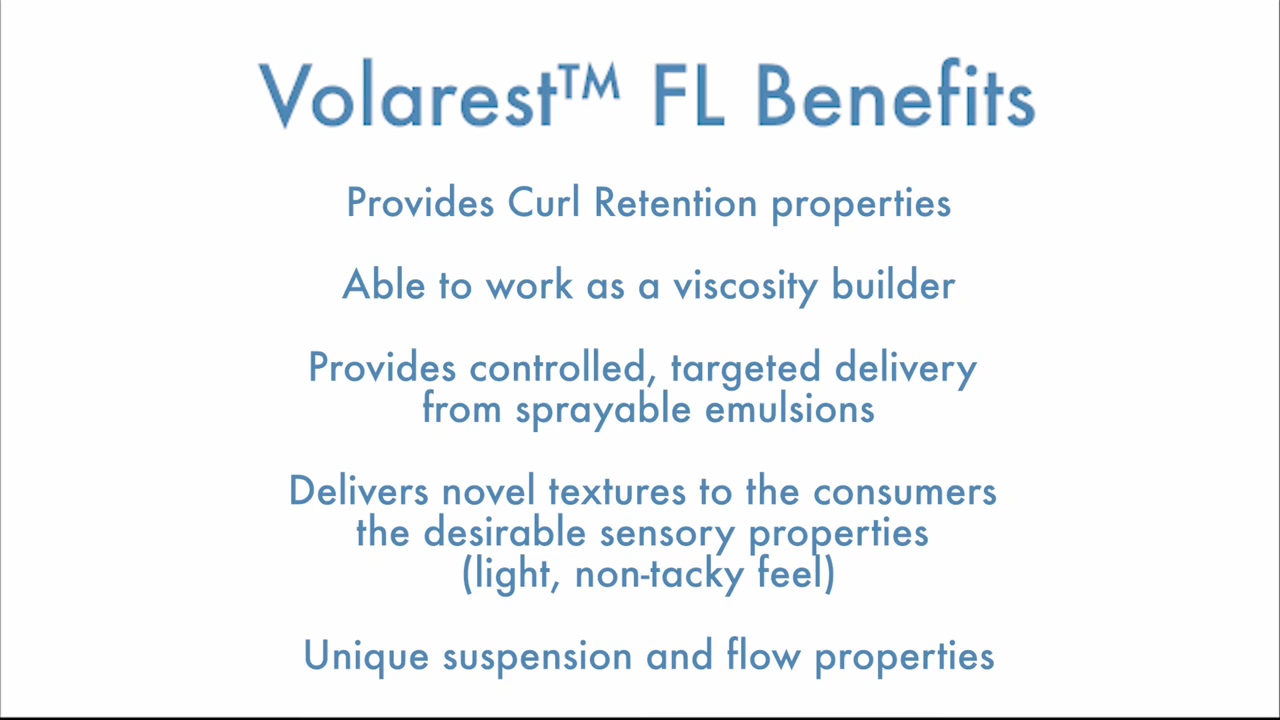 Volarest™ FL Benefits
Provides Curl Retention properties
Able to work as a viscosity builder
Provides controlled, targeted delivery
from sprayable emulsions
Delivers novel textures to the consumers
the desirable sensory properties
(light, non-tacky feel)
Unique suspension and flow properties